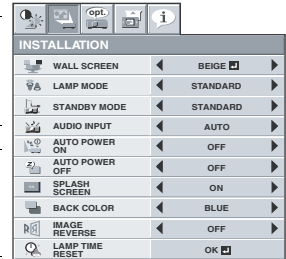 opt.
i
INSTALLATION
WALL SCREEN BEIGE
LAMP MODE STANDARD
STANDBY MODE STANDARD
AUDIO INPUT AUTO
AUTO POWER
ON OFF
AUTO POWER
OFF OFF
SPLASH
SCREEN ON
BACK COLOR BLUE
IMAGE
REVERSE OFF
LAMP TIME
RESET OK